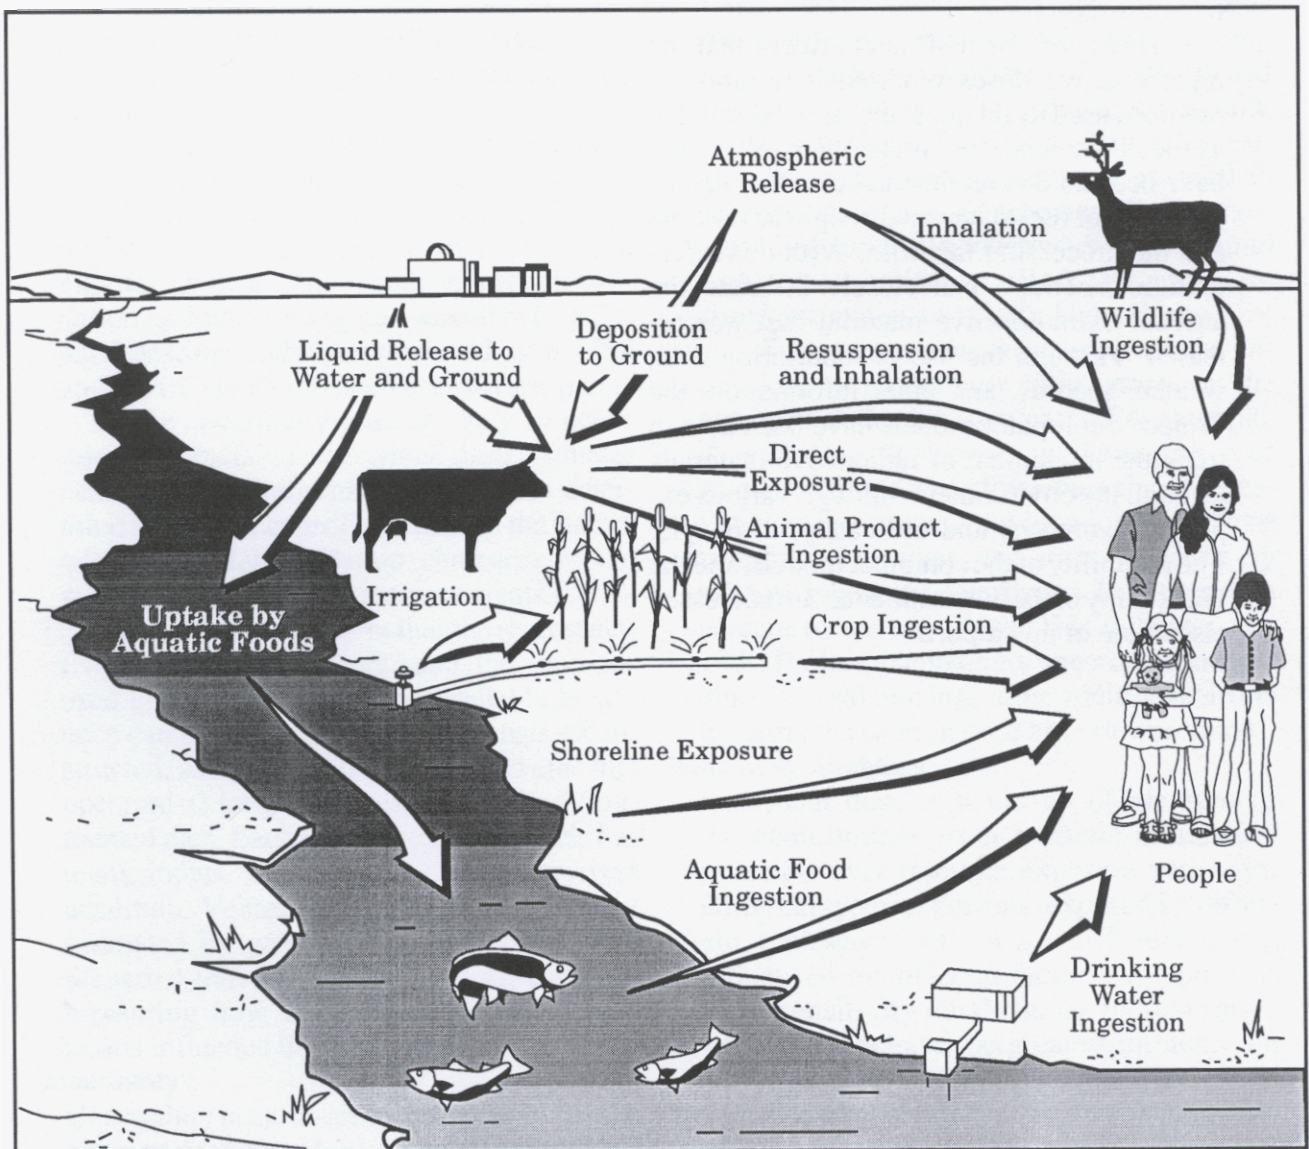 Atmospheric
Release
Inhalation
Wildlife
Ingestion
Liquid Release to
Water and Ground
Deposition
to Ground
Resuspension
and Inhalation
Direct
Exposure
Animal Product
Ingestion
Irrigation
Uptake by
Aquatic Foods
Crop Ingestion
Shoreline Exposure
Aquatic Food
Ingestion
People
Drinking
Water
Ingestion